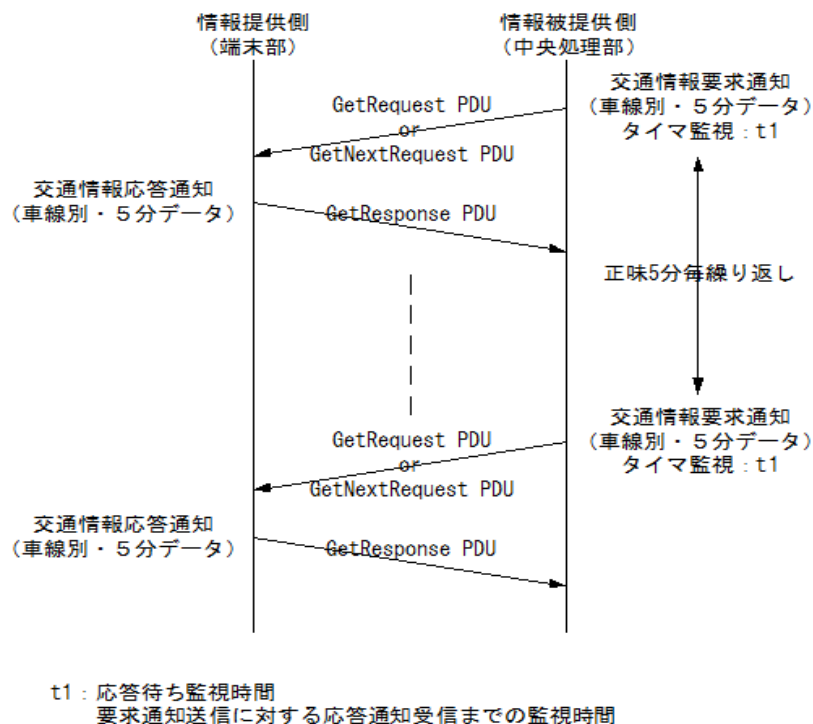 情報提供側
(端末部)
情報被提供側
(中央処理部)
交通情報要求通知
(車線別・５分データ)
タイマ監視：t1
GetRequest PDU
or
GetNextRequest PDU
交通情報応答通知
(車線別・５分データ)
GetResponse PDU
正味5分毎繰り返し
交通情報要求通知
(車線別・５分データ)
タイマ監視：t1
GetRequest PDU
or
GetNextRequest PDU
交通情報応答通知
(車線別・５分データ)
GetResponse PDU
t1：応答待ち監視時間
要求通知送信に対する応答通知受信までの監視時間